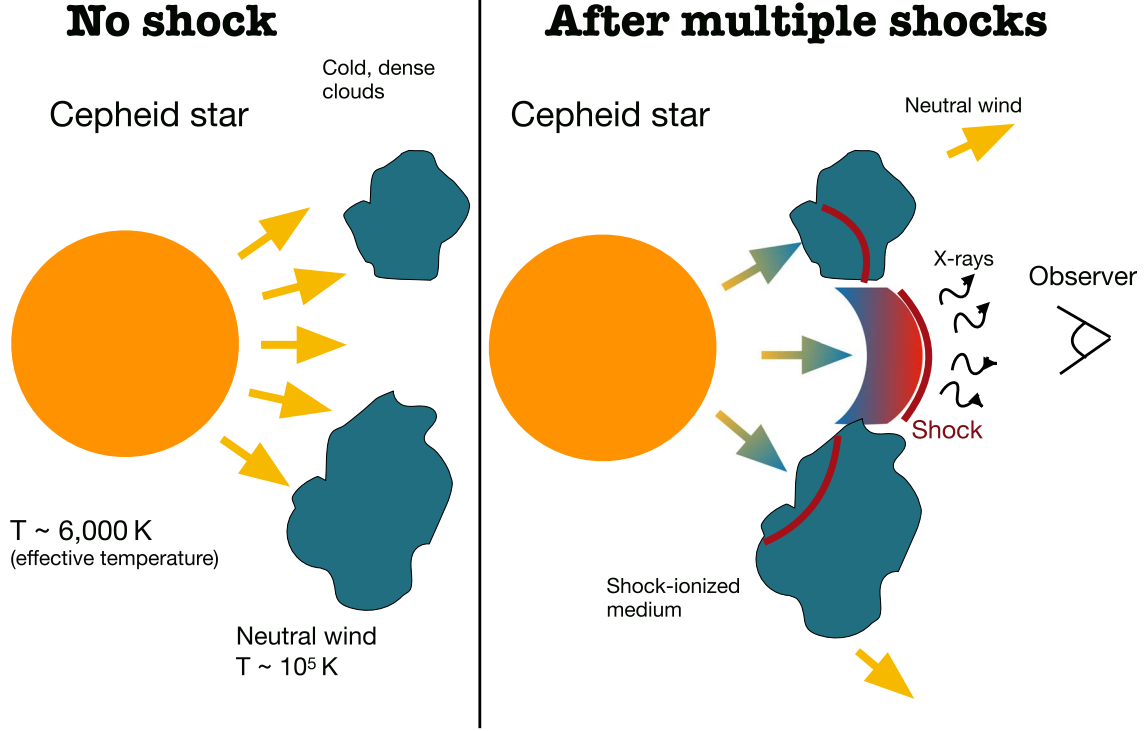 No shock
Cold, dense
clouds
Cepheid star
T ~ 6,000 K
(effective temperature)
Neutral wind
T ~ 10⁵ K
After multiple shocks
Cepheid star
Neutral wind
X-rays
Observer
Shock
Shock-ionized
medium